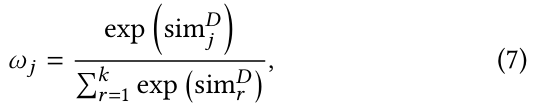 ω_j = exp(sim_j^D) / ∑_{r=1}^k exp(sim_r^D), (7)